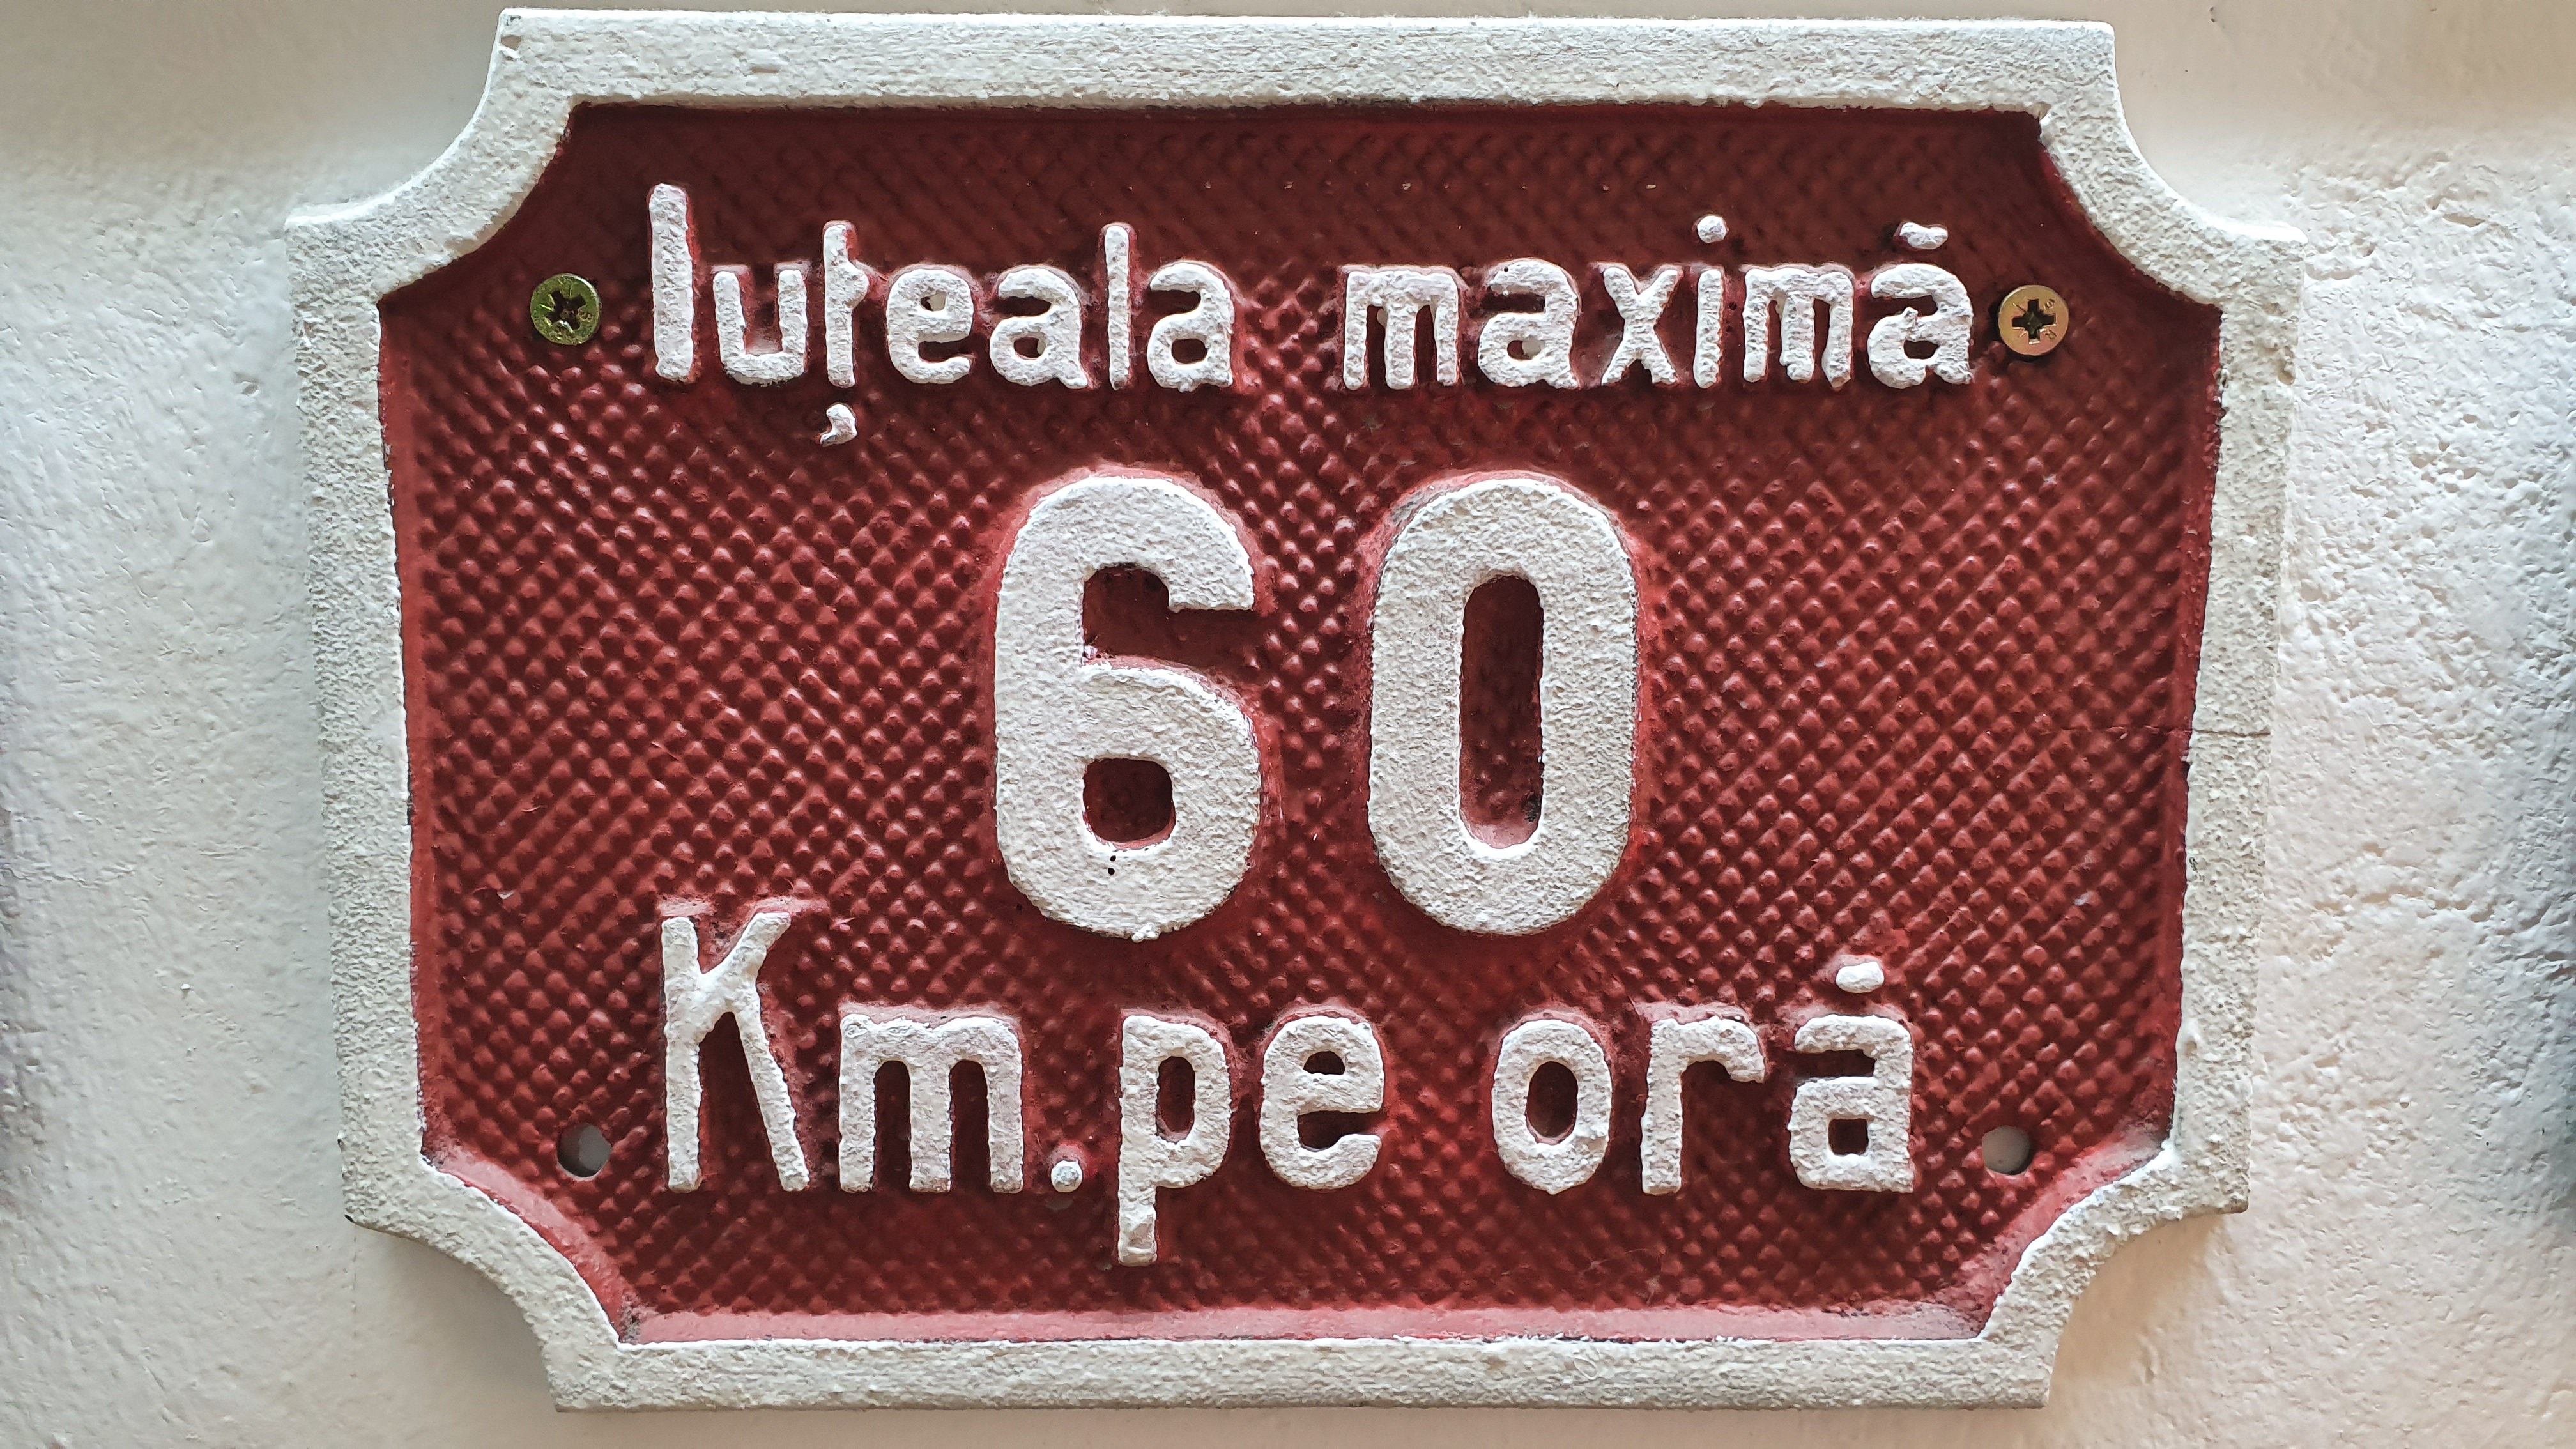 Iuțeala maximă
60
Km. pe oră